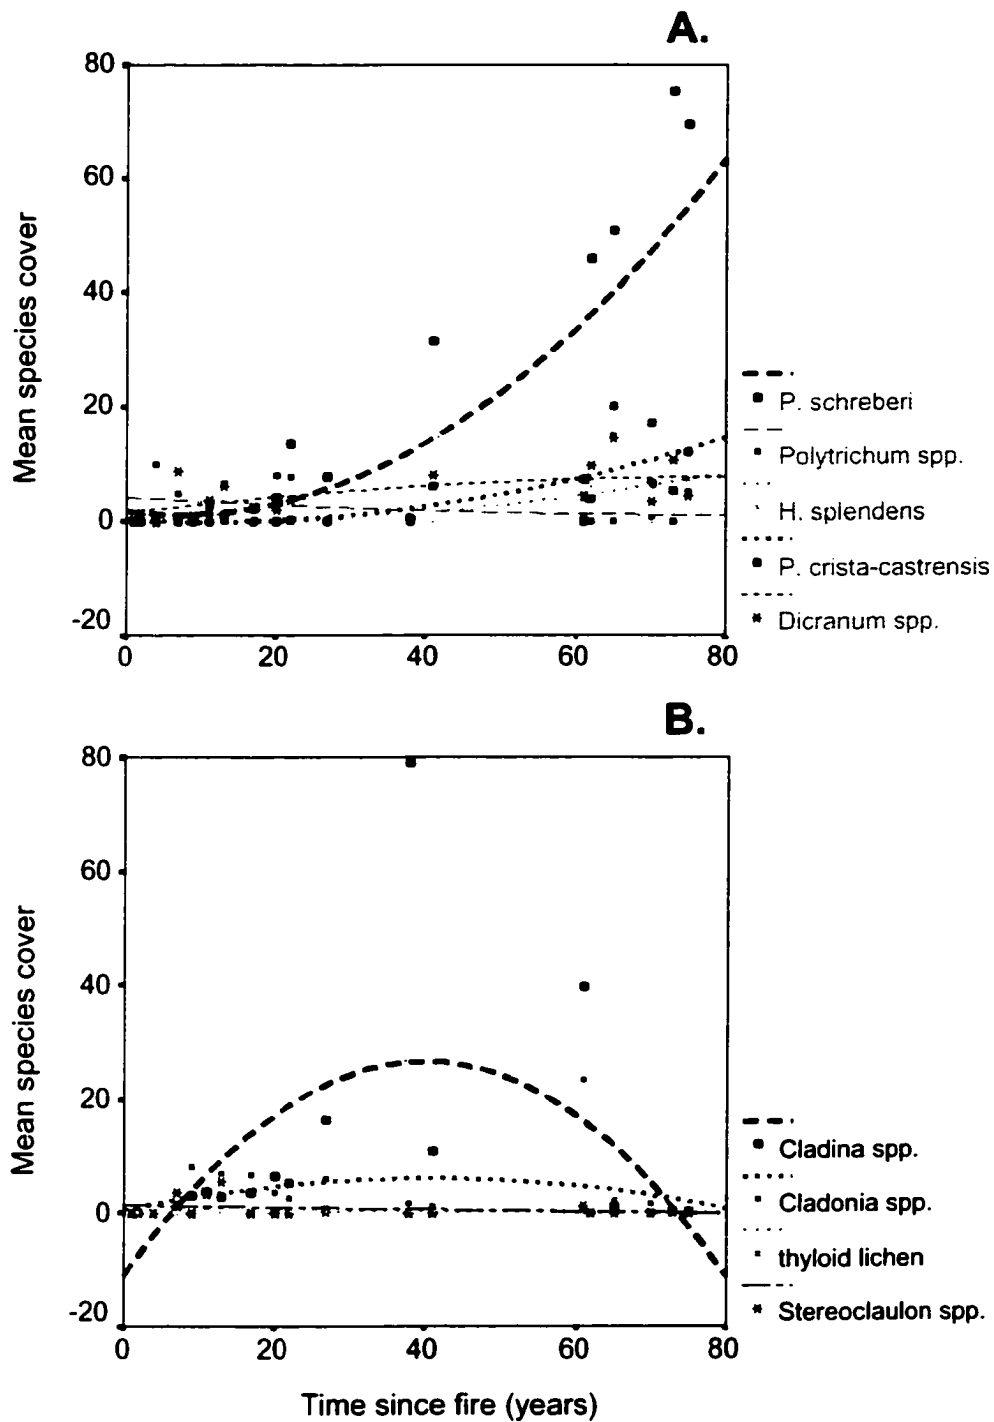 A.
80
60
40
20
0
-20
Mean species cover
0 20 40 60 80
P. schreberi
Polytrichum spp.
H. splendens
P. crista-castrensis
Dicranum spp.
B.
80
60
40
20
0
-20
Mean species cover
0 20 40 60 80
Cladina spp.
Cladonia spp.
thyloid lichen
Stereoclaulon spp.
Time since fire (years)